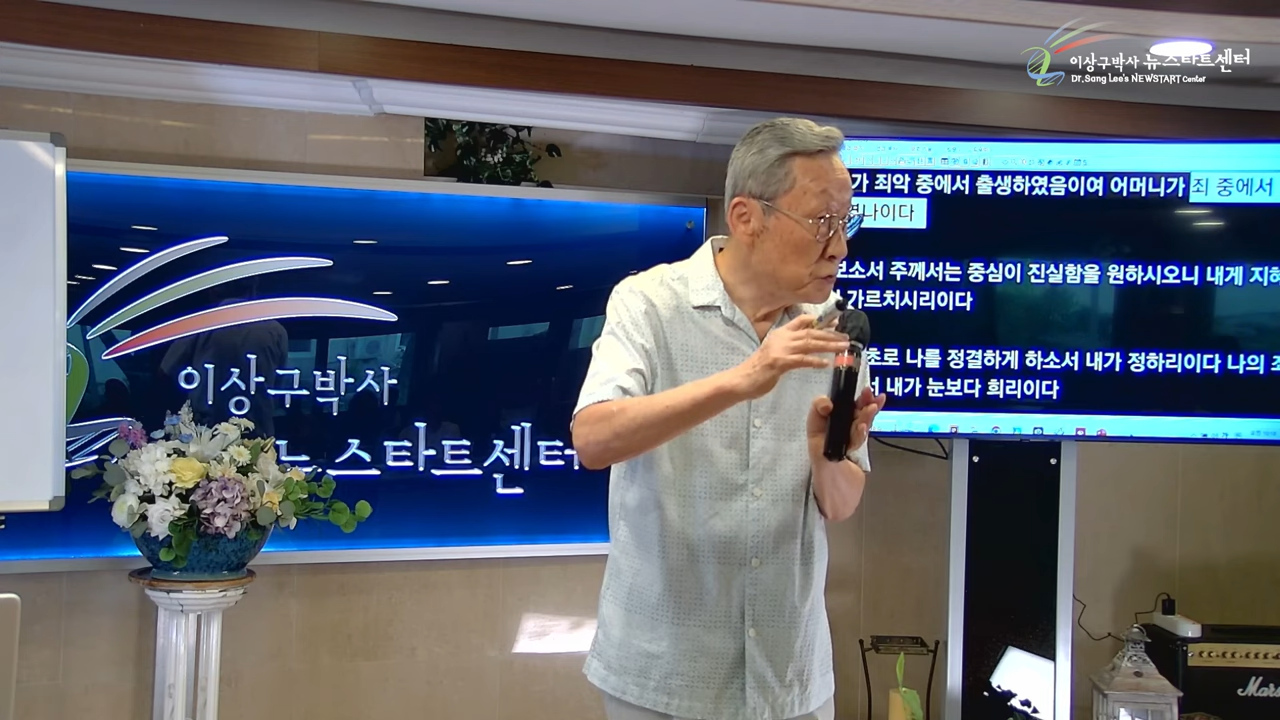 이상구박사 뉴스타트센터
Dr. Sang Lee's NEWSTART Center
가 죄악 중에서 출생하였음이여 어머니가 죄 중에서
나이다
보소서 주께서는 중심이 진실함을 원하시오니 내게 지혜
가르치시리이다
초로 나를 정결하게 하소서 내가 정하리이다 나의
내가 눈보다 희리이다
이상구박사
뉴스타트센터
Mars